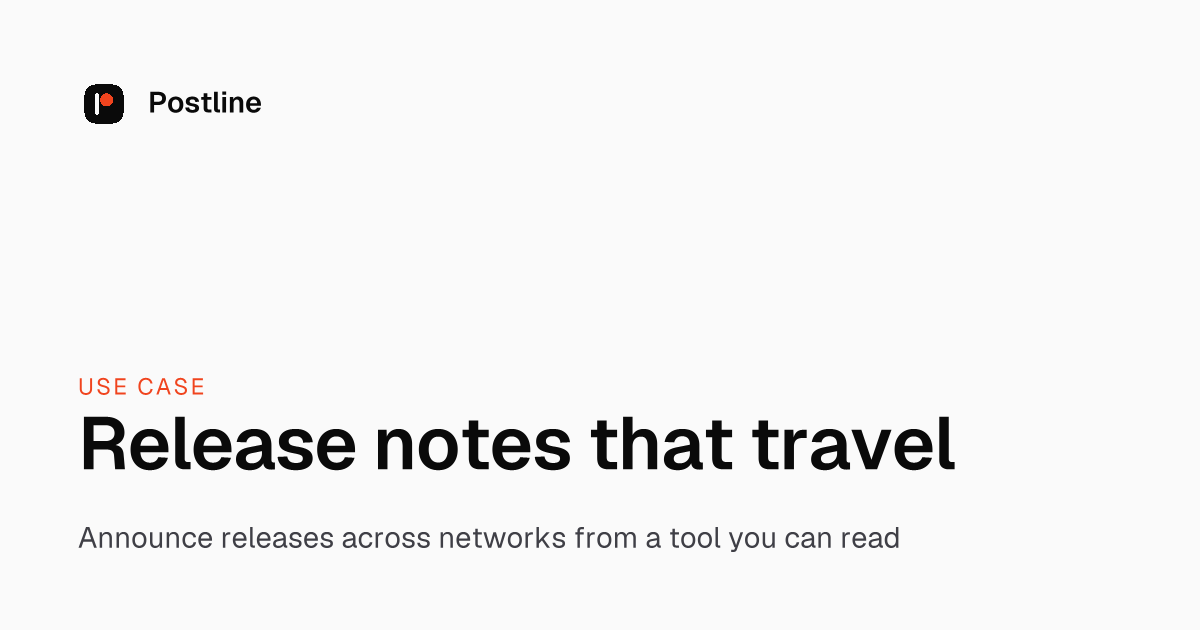 Postline
USE CASE
Release notes that travel
Announce releases across networks from a tool you can read